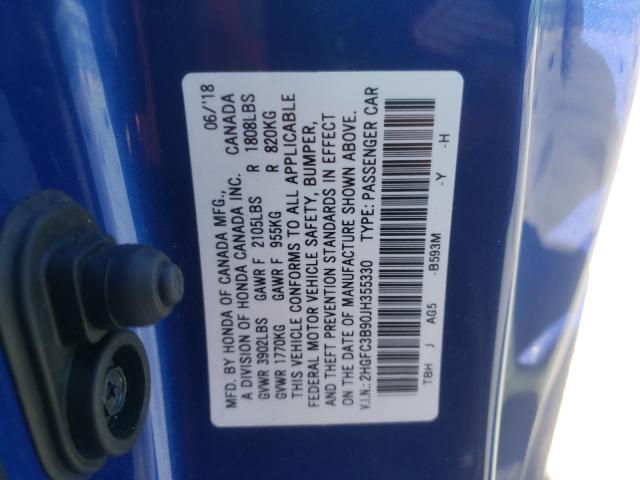 MFD. BY HONDA OF CANADA MFG., 06/'18
A DIVISION OF HONDA CANADA INC. CANADA
GVWR 3902LBS GAWR F 2105LBS R 1808LBS
GVWR 1770KG GAWR F 955KG R 820KG
THIS VEHICLE CONFORMS TO ALL APPLICABLE
FEDERAL MOTOR VEHICLE SAFETY, BUMPER,
AND THEFT PREVENTION STANDARDS IN EFFECT
ON THE DATE OF MANUFACTURE SHOWN ABOVE.
V.I.N.: 2HGFC3B90JH355330 TYPE: PASSENGER CAR
TBH J AG5 -B593M -Y -H